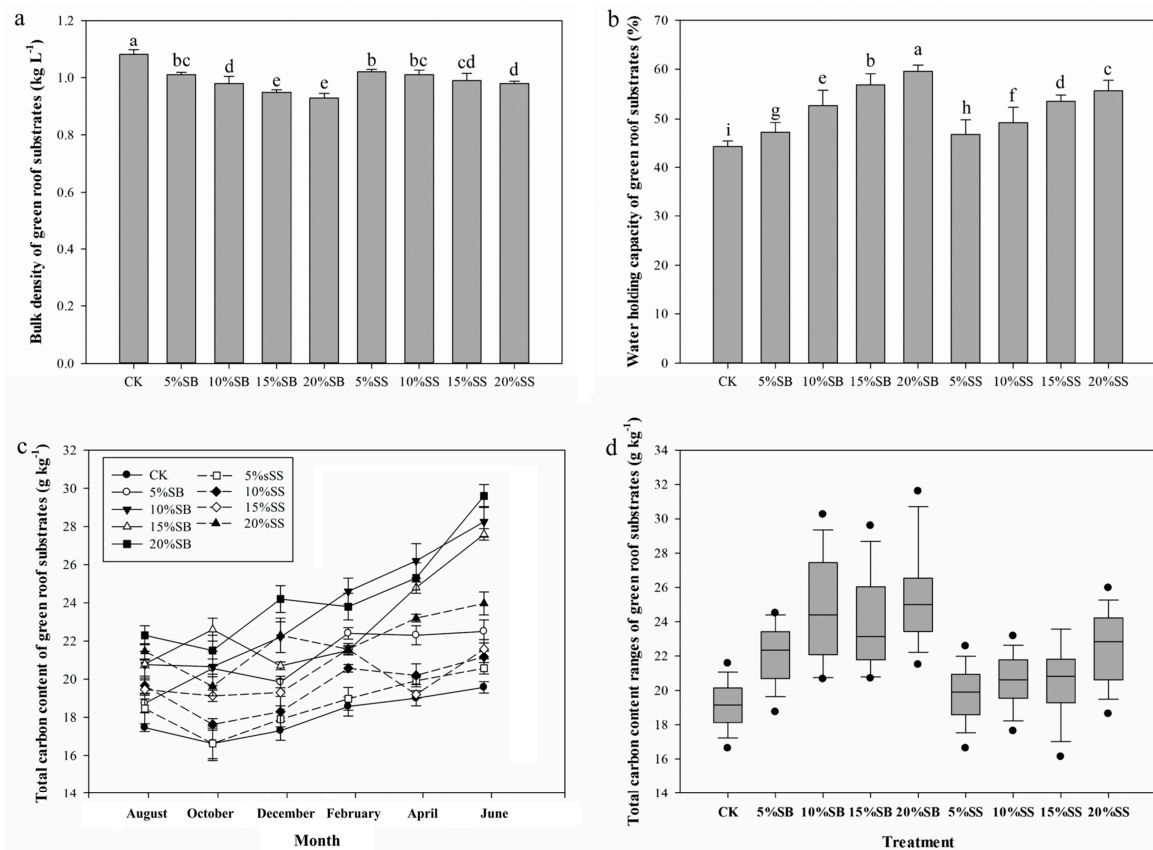 a
Bulk density of green roof substrates (kg L⁻¹)
1.2
1.0
0.8
0.6
0.4
0.2
0.0
a
bc
d
e
e
b
bc
cd
d
CK 5%SB 10%SB 15%SB 20%SB 5%SS 10%SS 15%SS 20%SS
b
Water holding capacity of green roof substrates (%)
70
60
50
40
30
20
10
0
i
g
e
b
a
h
f
d
c
CK 5%SB 10%SB 15%SB 20%SB 5%SS 10%SS 15%SS 20%SS
c
Total carbon content of green roof substrates (g kg⁻¹)
32
30
28
26
24
22
20
18
16
14
CK
5%SB
10%SB
15%SB
20%SB
5%sSS
10%SS
15%SS
20%SS
August October December February April June
Month
d
Total carbon content ranges of green roof substrates (g kg⁻¹)
34
32
30
28
26
24
22
20
18
16
14
CK 5%SB 10%SB 15%SB 20%SB 5%SS 10%SS 15%SS 20%SS
Treatment